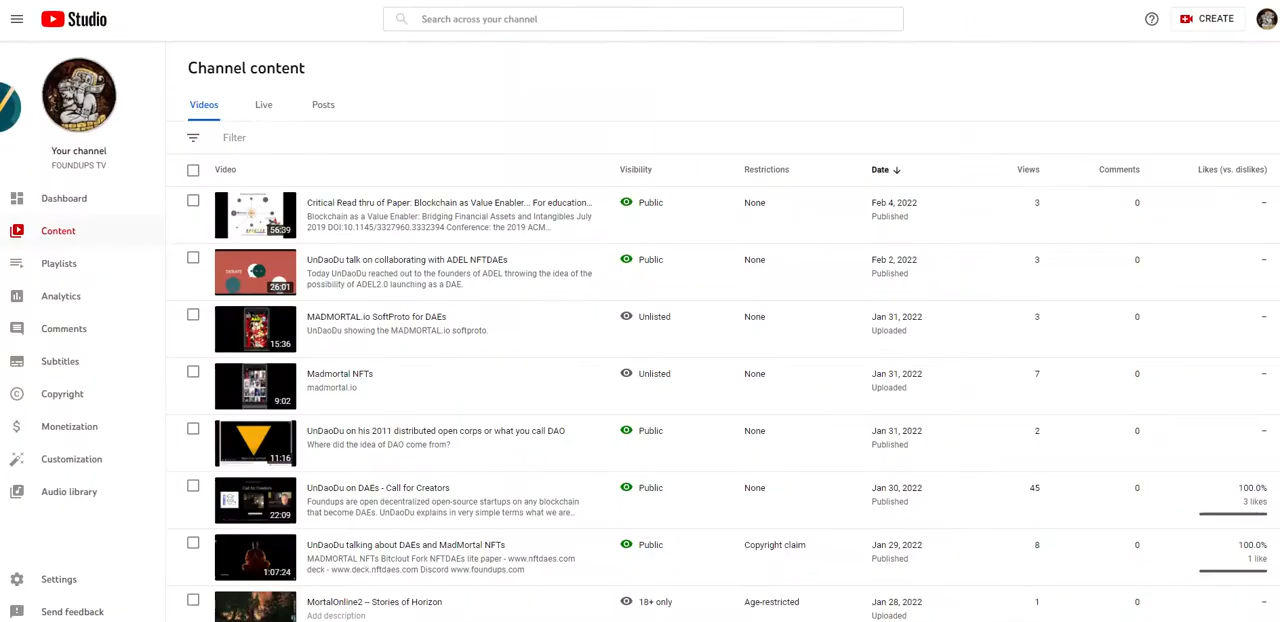 Studio
Search across your channel
CREATE
Your channel
FOUNDUPS TV
Dashboard
Content
Playlists
Analytics
Comments
Subtitles
Copyright
Monetization
Customization
Audio library
Settings
Send feedback
Channel content
Videos Live Posts
Filter
Video Visibility Restrictions Date Views Comments Likes (vs. dislikes)
56:39
Critical Read thru of Paper: Blockchain as Value Enabler... For education... Public None Feb 4, 2022 3 0 –
Blockchain as a Value Enabler: Bridging Financial Assets and Intangibles July Published
2019 DOI:10.1145/3327960.3332394 Conference: the 2019 ACM...
DEBATE
26:01
UnDaoDu talk on collaborating with ADEL NFTDAEs Public None Feb 2, 2022 3 0 –
Today UnDaoDu reached out to the founders of ADEL throwing the idea of the Published
possibility of ADEL2.0 launching as a DAE.
15:36
MADMORTAL.io SoftProto for DAEs Unlisted None Jan 31, 2022 3 0 –
UnDaoDu showing the MADMORTAL.io softproto. Uploaded
9:02
Madmortal NFTs Unlisted None Jan 31, 2022 7 0 –
madmortal.io Uploaded
11:16
UnDaoDu on his 2011 distributed open corps or what you call DAO Public None Jan 31, 2022 2 0 –
Where did the idea of DAO come from? Published
22:09
UnDaoDu on DAEs - Call for Creators Public None Jan 30, 2022 45 0 100.0%
Foundups are open decentralized open-source startups on any blockchain Published 3 likes
that become DAEs. UnDaoDu explains in very simple terms what we are...
1:07:24
UnDaoDu talking about DAEs and MadMortal NFTs Public Copyright claim Jan 29, 2022 8 0 100.0%
MADMORTAL NFTs Bitclout Fork NFTDAEs lite paper - www.nftdaes.com Published 1 like
deck - www.deck.nftdaes.com Discord www.foundups.com
MortalOnline2 – Stories of Horizon 18+ only Age-restricted Jan 28, 2022 1 0 –
Add description Uploaded